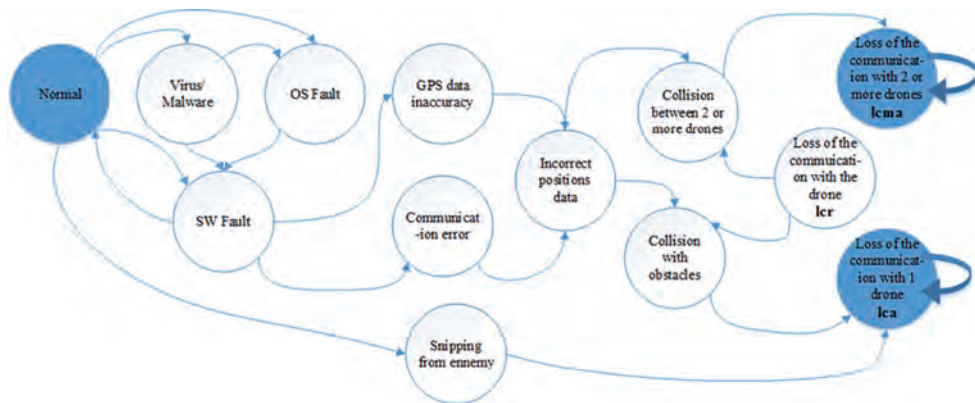 Normal
Virus/
Malware
OS Fault
GPS data
inaccuracy
Collision
between 2 or
more drones
Loss of the
communicat-
ion with 2
or more drones
lcma
SW Fault
Communicat
-ion error
Incorrect
positions
data
Loss of the
commuicati-
on with the
drone
lcr
Collision
with
obstacles
Loss of the
communicat-
ion with 1
drone
lca
Snipping
from ennemy